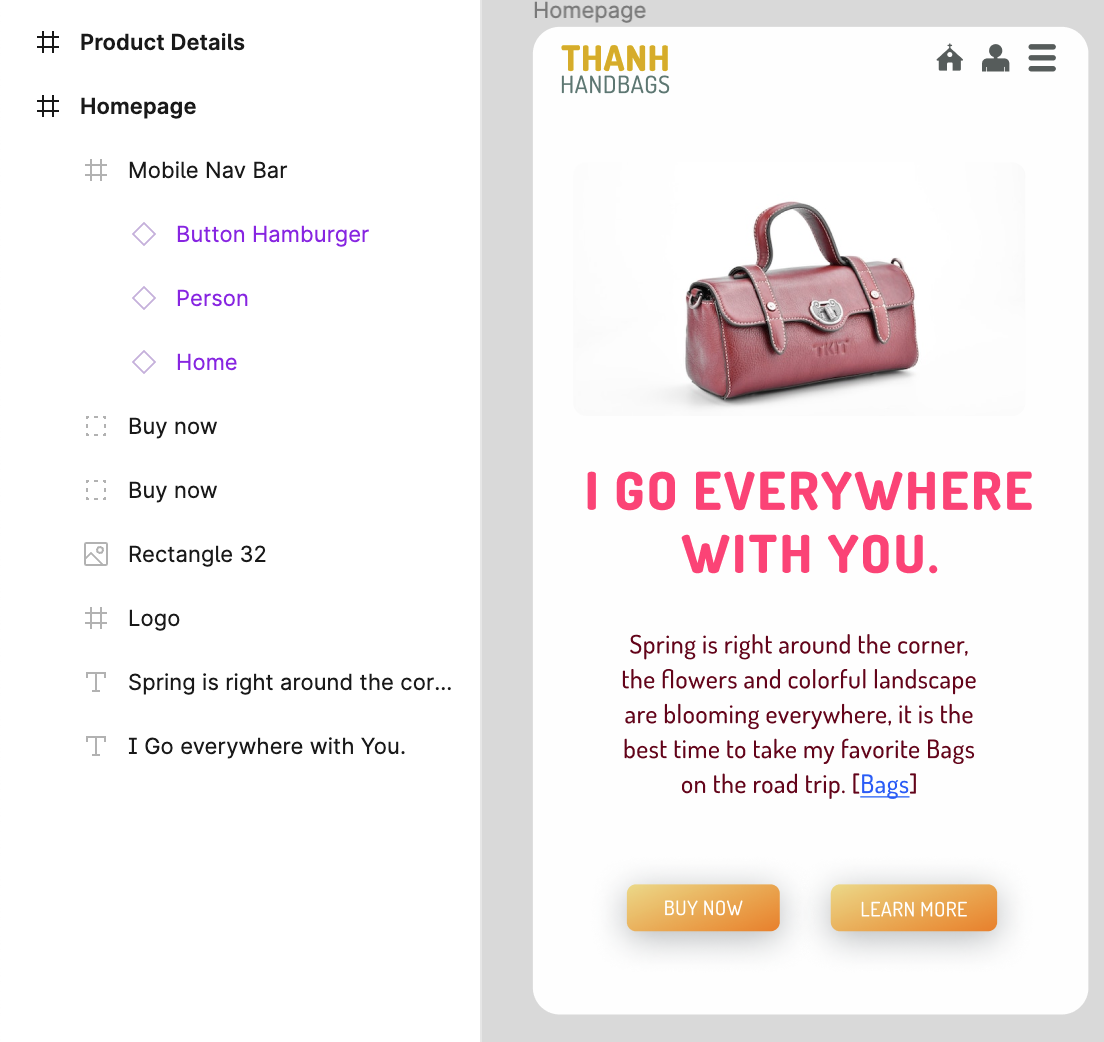 Product Details
Homepage
Mobile Nav Bar
Button Hamburger
Person
Home
Buy now
Buy now
Rectangle 32
Logo
Spring is right around the cor...
I Go everywhere with You.
Homepage
THANH
HANDBAGS
TKIT
I GO EVERYWHERE
WITH YOU.
Spring is right around the corner,
the flowers and colorful landscape
are blooming everywhere, it is the
best time to take my favorite Bags
on the road trip. [Bags]
BUY NOW
LEARN MORE